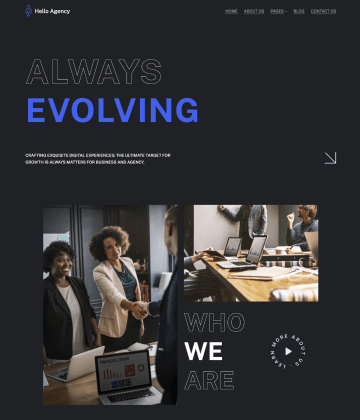 Hello Agency
HOME ABOUT US PAGES BLOG CONTACT US
ALWAYS
EVOLVING
CRAFTING EXQUISITE DIGITAL EXPERIENCES. THE ULTIMATE TARGET FOR
GROWTH IS ALWAYS MATTERS FOR BUSINESS AND AGENCY.
WHO
WE
ARE
LEARN MORE ABOUT US